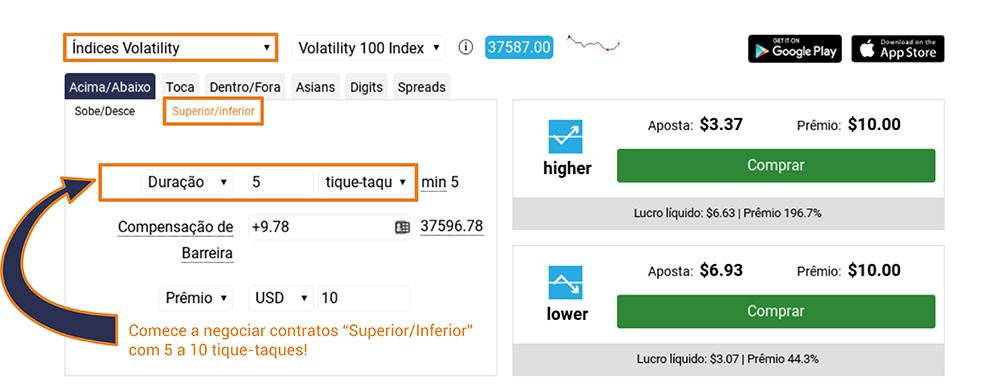 Índices Volatility
Volatility 100 Index
37587.00
GET IT ON
Google Play
Download on the
App Store
Acima/Abaixo
Toca
Dentro/Fora
Asians
Digits
Spreads
Sobe/Desce
Superior/Inferior
Duração
5
tique-taqu
min 5
Compensação de
Barreira
+9.78
37596.78
Prêmio
USD
10
Comece a negociar contratos “Superior/Inferior”
com 5 a 10 tique-taques!
higher
Aposta: $3.37
Prêmio: $10.00
Comprar
Lucro líquido: $6.63 | Prêmio 196.7%
lower
Aposta: $6.93
Prêmio: $10.00
Comprar
Lucro líquido: $3.07 | Prêmio 44.3%